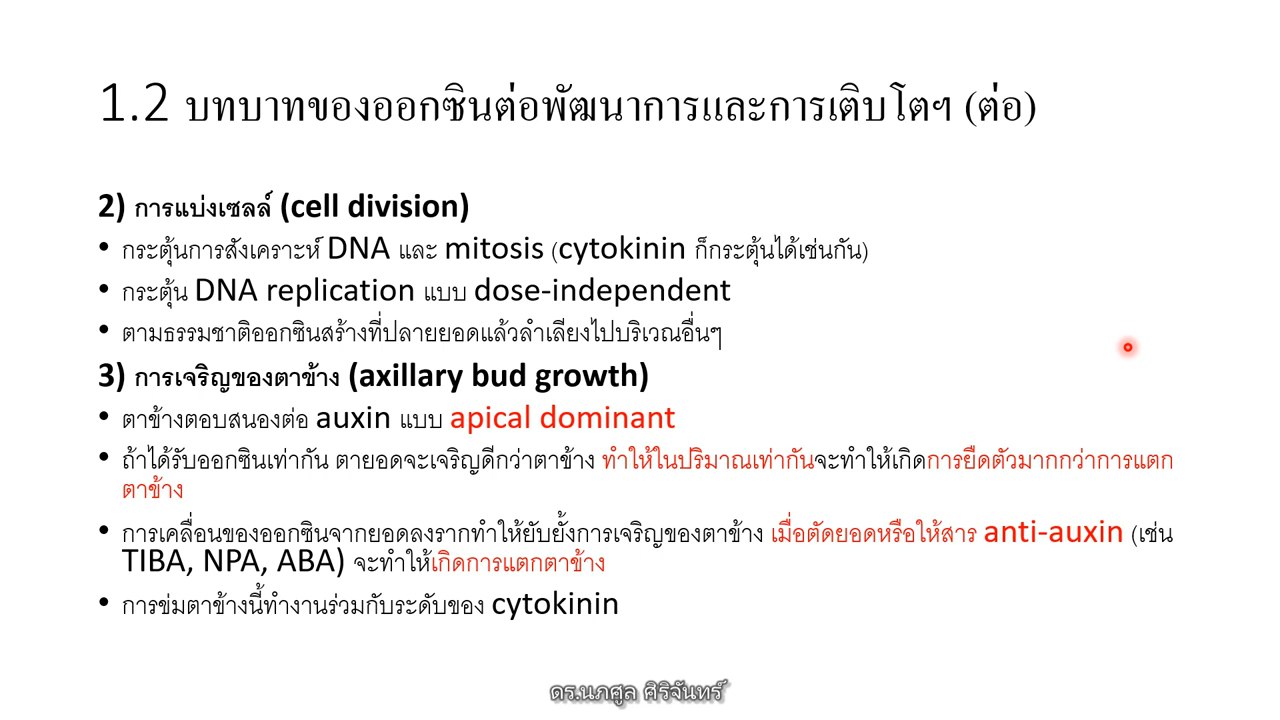 1.2 บทบาทของออกซินต่อพัฒนาการและการเติบโตฯ (ต่อ)
2) การแบ่งเซลล์ (cell division)
• กระตุ้นการสังเคราะห์ DNA และ mitosis (cytokinin ก็กระตุ้นได้เช่นกัน)
• กระตุ้น DNA replication แบบ dose-independent
• ตามธรรมชาติออกซินสร้างที่ปลายยอดแล้วลำเลียงไปบริเวณอื่นๆ
3) การเจริญของตาข้าง (axillary bud growth)
• ตาข้างตอบสนองต่อ auxin แบบ apical dominant
• ถ้าได้รับออกซินเท่ากัน ตายอดจะเจริญดีกว่าตาข้าง ทำให้ในปริมาณเท่ากันจะทำให้เกิดการยืดตัวมากกว่าการแตก
ตาข้าง
• การเคลื่อนของออกซินจากยอดลงรากทำให้ยับยั้งการเจริญของตาข้าง เมื่อตัดยอดหรือให้สาร anti-auxin (เช่น
TIBA, NPA, ABA) จะทำให้เกิดการแตกตาข้าง
• การข่มตาข้างนี้ทำงานร่วมกับระดับของ cytokinin
ดร.นภศูล ศิริจันทร์